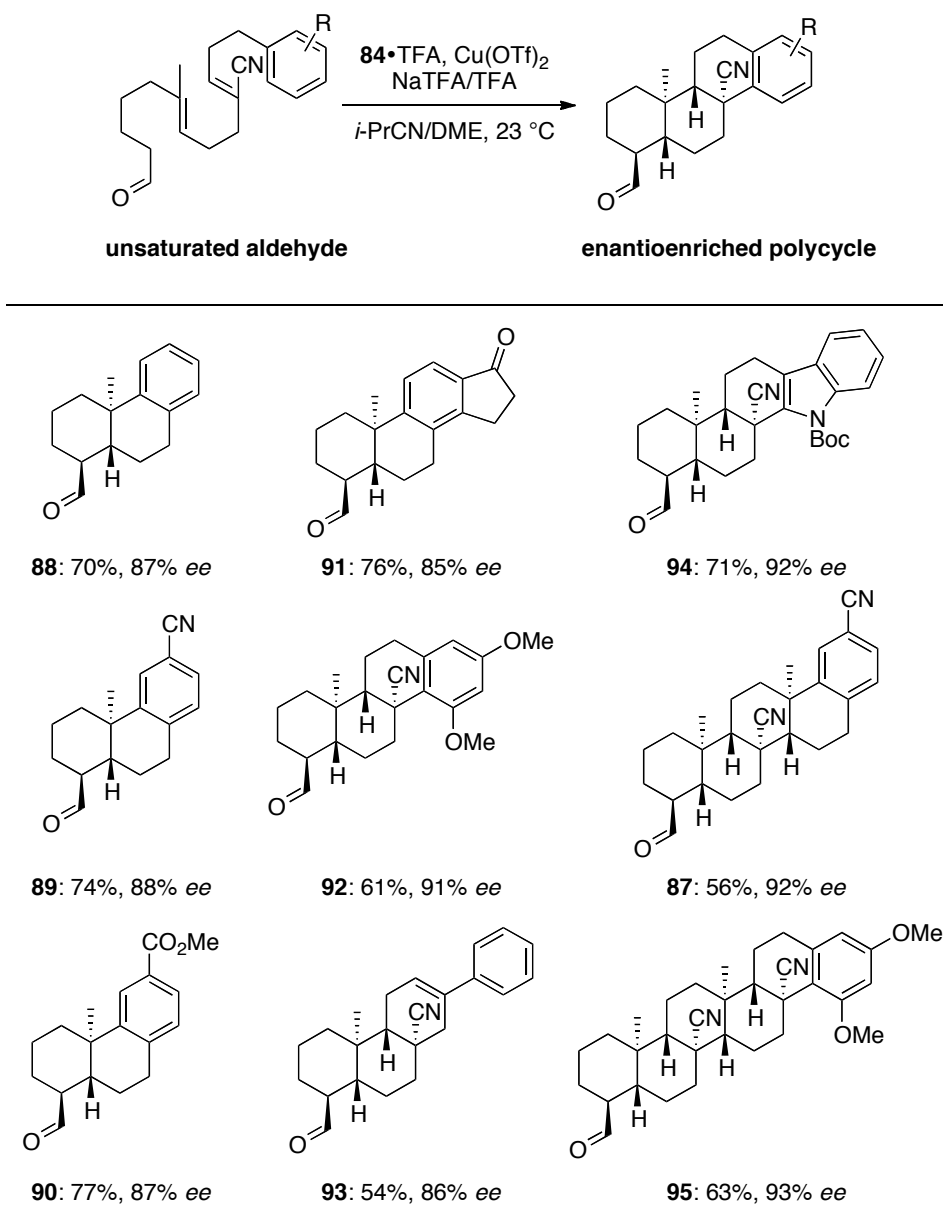 R
CN
O
84•TFA, Cu(OTf)2
NaTFA/TFA
i-PrCN/DME, 23 °C
R
CN
H
H
O
unsaturated aldehyde
enantioenriched polycycle
H
O
88: 70%, 87% ee
O
H
O
91: 76%, 85% ee
CN
N
Boc
H
H
O
94: 71%, 92% ee
CN
H
O
89: 74%, 88% ee
OMe
CN
H
OMe
H
O
92: 61%, 91% ee
CN
CN
H
H
H
O
87: 56%, 92% ee
CO2Me
H
O
90: 77%, 87% ee
CN
H
H
O
93: 54%, 86% ee
OMe
CN
CN
H
OMe
H
H
H
O
95: 63%, 93% ee